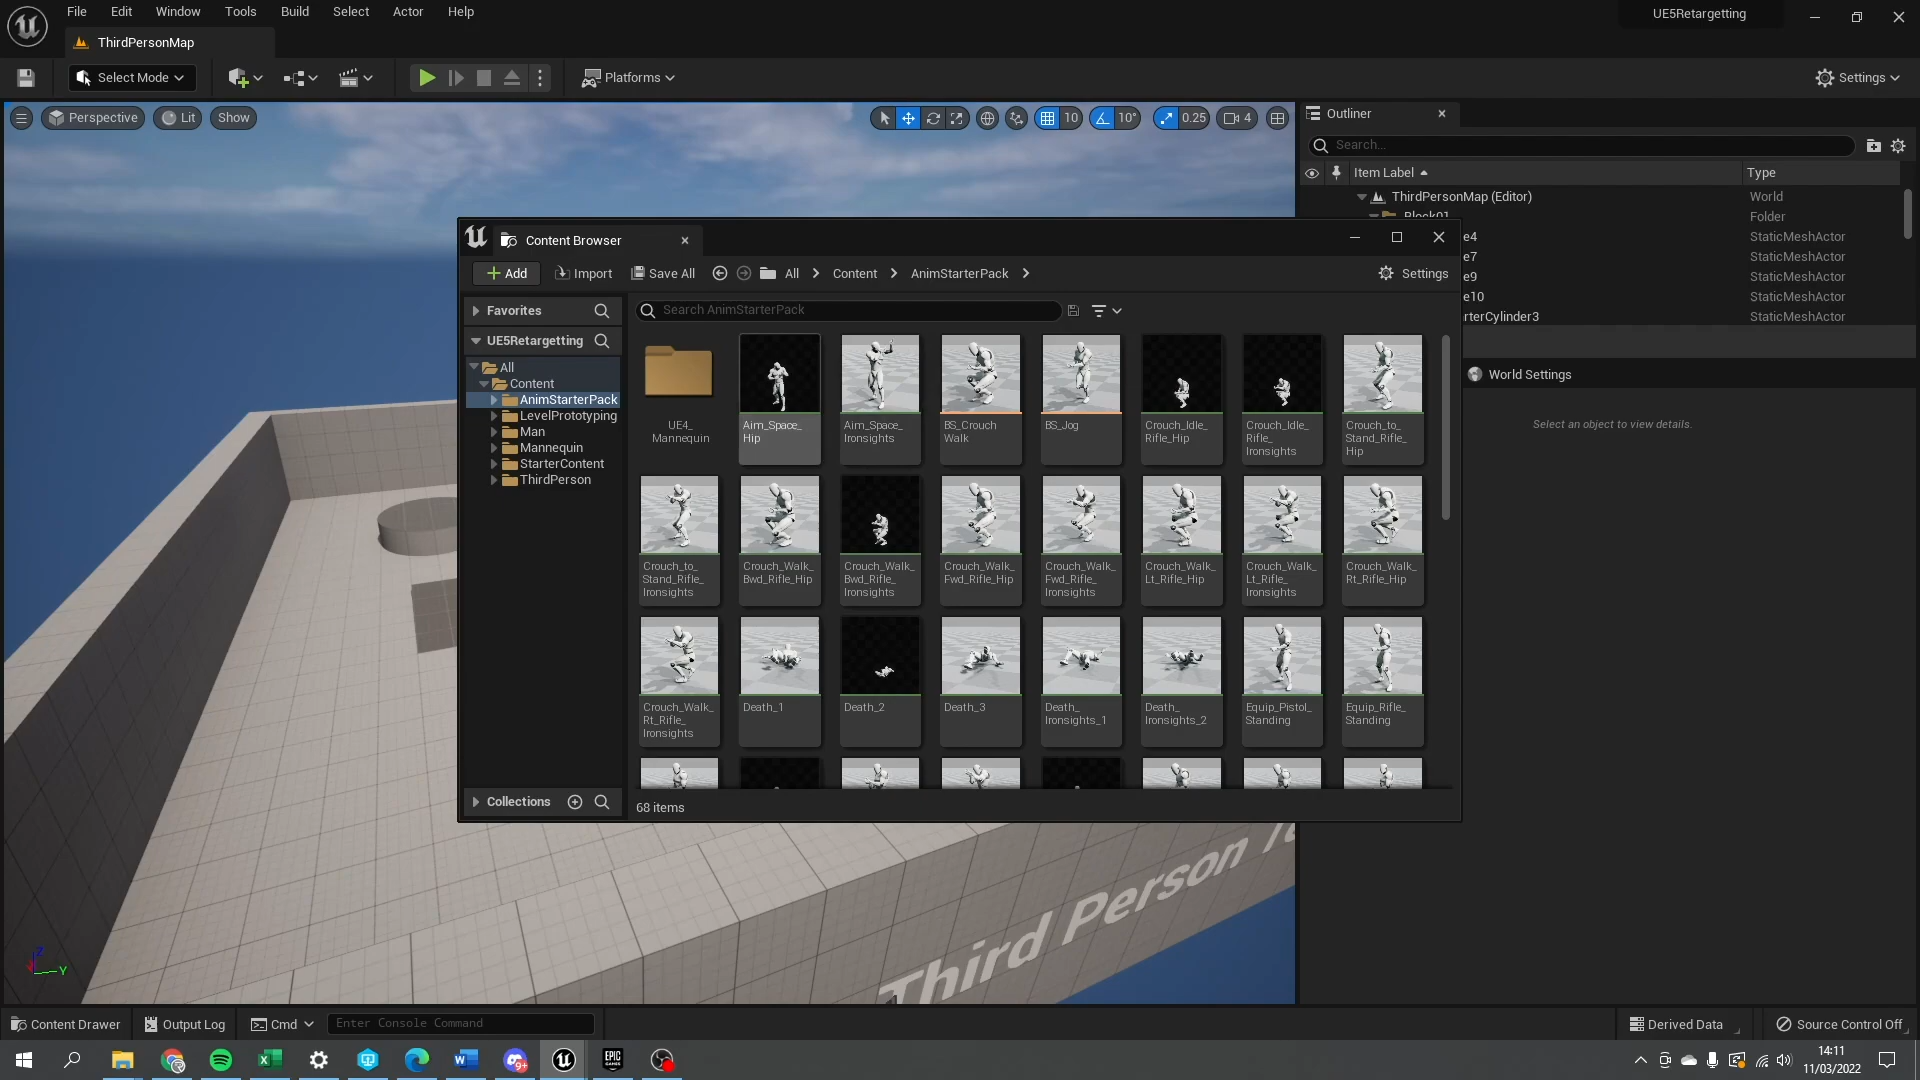 File Edit Window Tools Build Select Actor Help
UE5Retargetting
ThirdPersonMap
Select Mode
Platforms
Settings
Perspective
Lit
Show
10
10°
0.25
4
Outliner
Search...
Item Label
Type
ThirdPersonMap (Editor)
World
Block01
Folder
e4
StaticMeshActor
e7
StaticMeshActor
e9
StaticMeshActor
e10
StaticMeshActor
rterCylinder3
StaticMeshActor
World Settings
Select an object to view details.
Content Browser
Add
Import
Save All
All
Content
AnimStarterPack
Settings
Favorites
Search AnimStarterPack
UE5Retargetting
All
Content
AnimStarterPack
LevelPrototyping
Man
Mannequin
StarterContent
ThirdPerson
Collections
UE4_
Mannequin
Aim_Space_
Hip
Aim_Space_
Ironsights
BS_Crouch
Walk
BS_Jog
Crouch_Idle_
Rifle_Hip
Crouch_Idle_
Rifle_
Ironsights
Crouch_to_
Stand_Rifle_
Hip
Crouch_to_
Stand_Rifle_
Ironsights
Crouch_Walk_
Bwd_Rifle_Hip
Crouch_Walk_
Bwd_Rifle_
Ironsights
Crouch_Walk_
Fwd_Rifle_Hip
Crouch_Walk_
Fwd_Rifle_
Ironsights
Crouch_Walk_
Lt_Rifle_Hip
Crouch_Walk_
Lt_Rifle_
Ironsights
Crouch_Walk_
Rt_Rifle_Hip
Crouch_Walk_
Rt_Rifle_
Ironsights
Death_1
Death_2
Death_3
Death_
Ironsights_1
Death_
Ironsights_2
Equip_Pistol_
Standing
Equip_Rifle_
Standing
68 items
Third Person
Z
Y
Content Drawer
Output Log
Cmd
Enter Console Command
Derived Data
Source Control Off
9+
EPIC
GAMES
14:11
11/03/2022